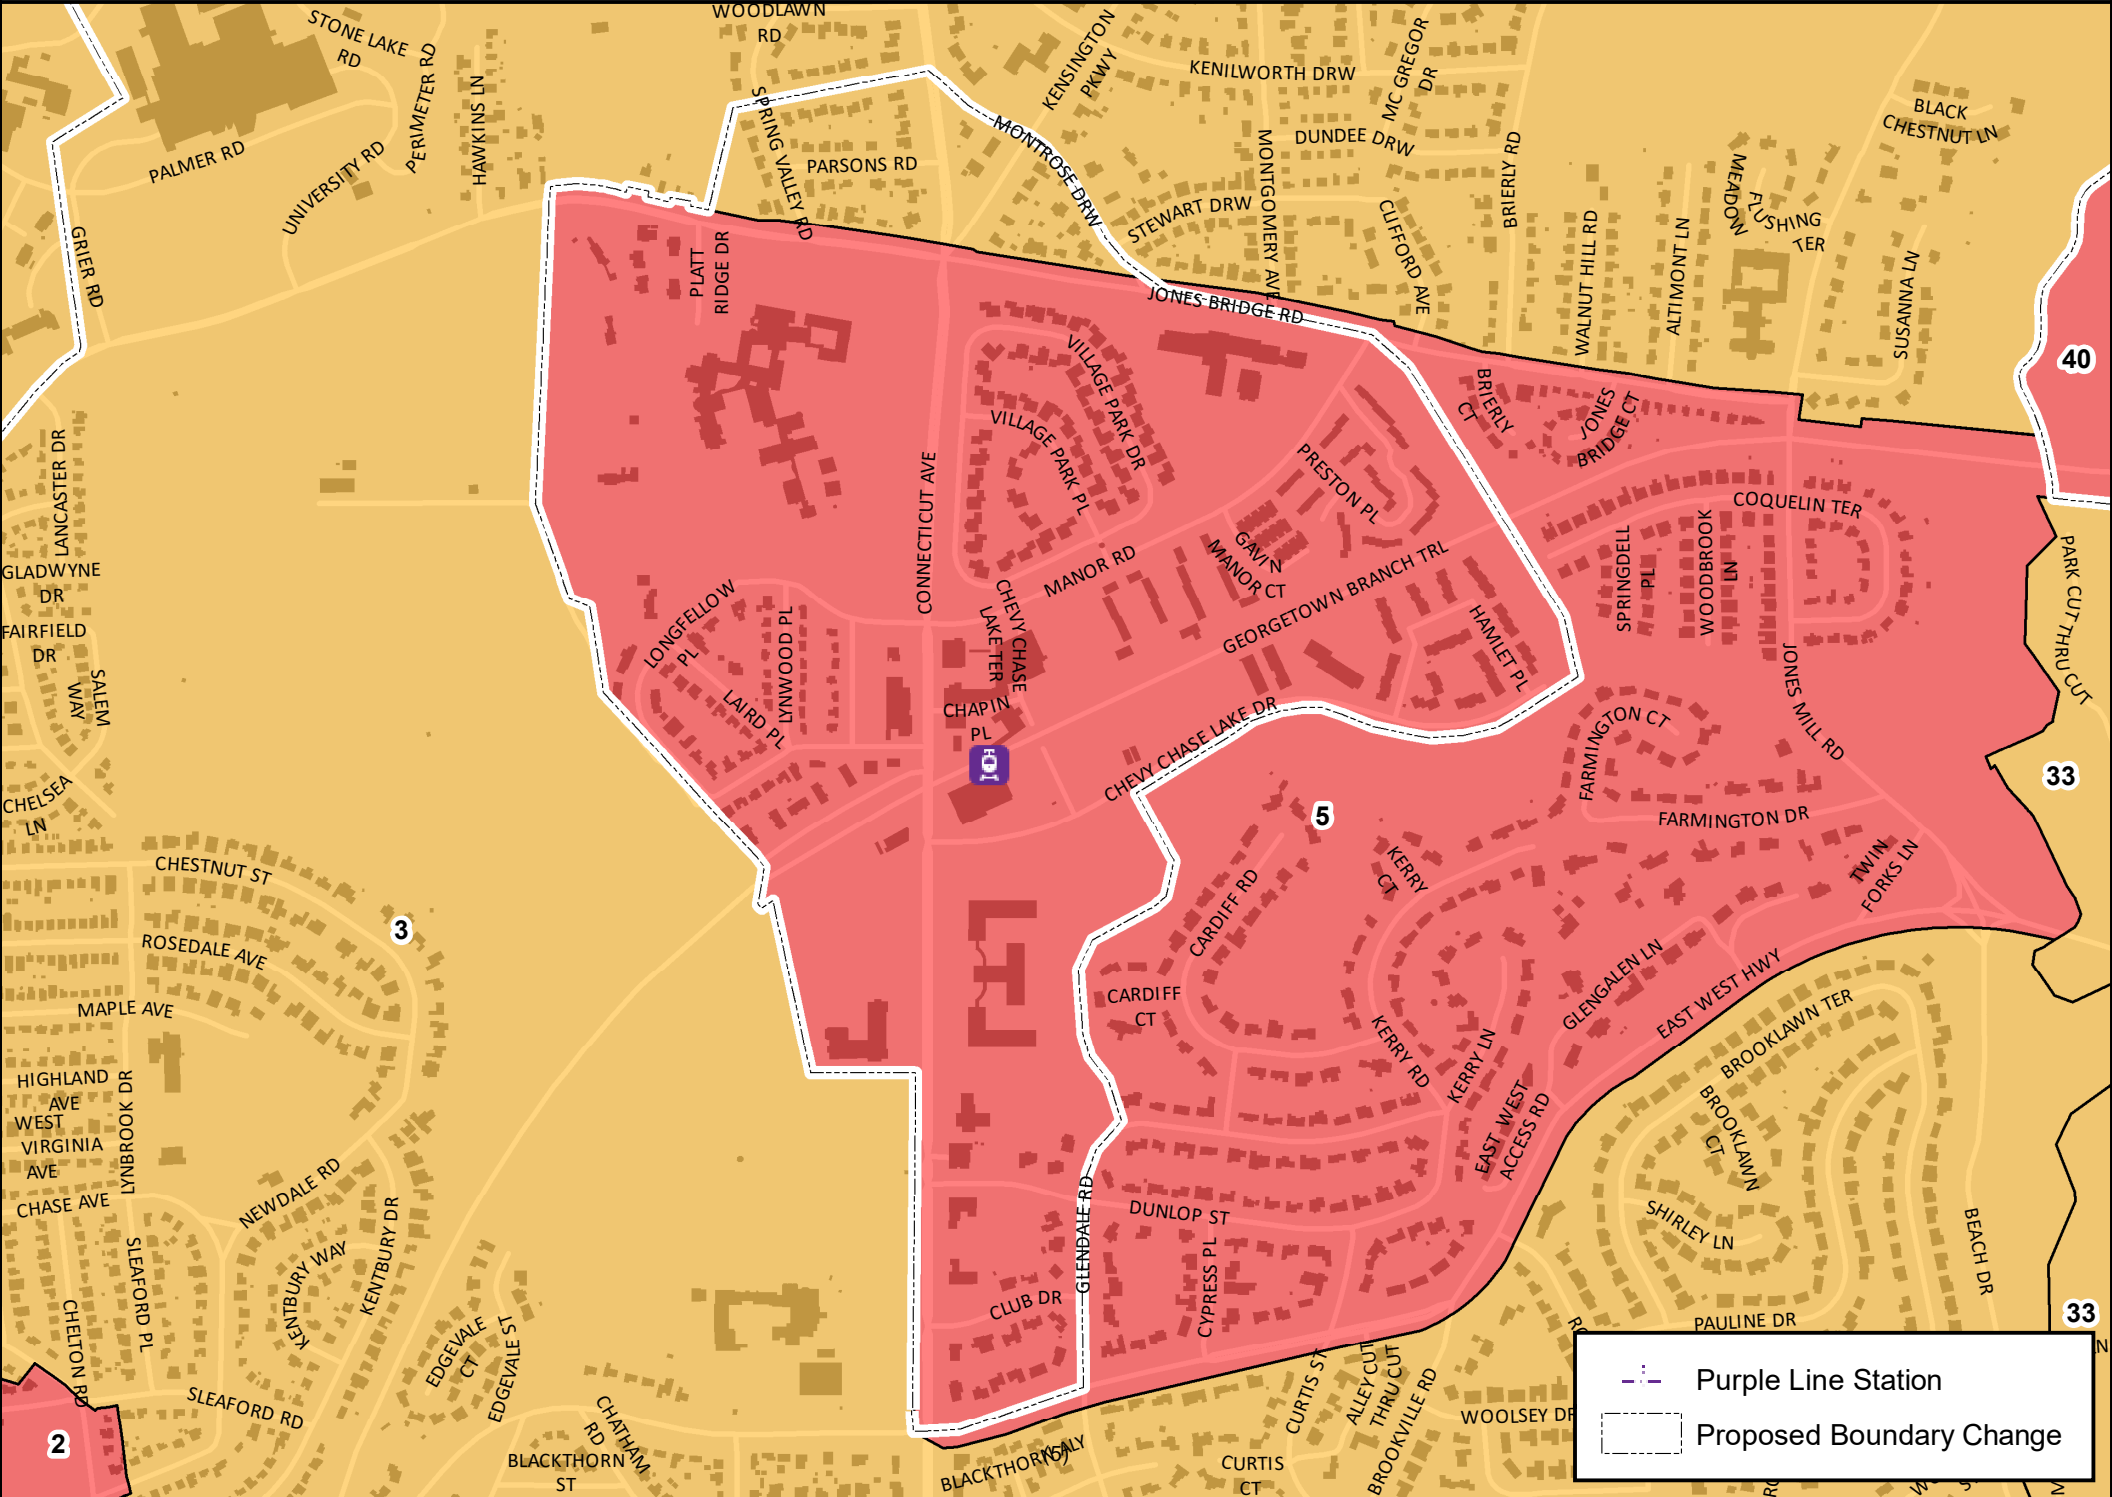 WOODLAWN
RD
STONE LAKE
RD
PERIMETER RD
HAWKINS LN
KENSINGTON
PKWY
KENILWORTH DRW
MC GREGOR
DR
BLACK
CHESTNUT LN
PALMER RD
UNIVERSITY RD
SPRING VALLEY RD
PARSONS RD
MONTROSE DRW
MONTGOMERY AVE
DUNDEE DRW
BRIERLY RD
STEWART DRW
CLIFFORD AVE
WALNUT HILL RD
ALTIMONT LN
MEADOW
FLUSHING
TER
SUSANNA LN
GRIER RD
PLATT
RIDGE DR
JONES BRIDGE RD
40
VILLAGE PARK DR
VILLAGE PARK PL
BRIERLY
CT
JONES
BRIDGE CT
LANCASTER DR
CONNECTICUT AVE
PRESTON PL
COQUELIN TER
GLADWYNE
DR
FAIRFIELD
DR
SALEM
WAY
MANOR RD
GAVIN
MANOR CT
GEORGETOWN BRANCH TRL
SPRINGDELL
PL
WOODBROOK
LN
PARK CUT THRU CUT
LONGFELLOW
PL
LYNWOOD PL
LAIRD PL
CHEVY CHASE
LAKE TER
CHAPIN
PL
HAMLET PL
JONES MILL RD
CHEVY CHASE LAKE DR
FARMINGTON CT
33
CHELSEA
LN
5
FARMINGTON DR
CHESTNUT ST
KERRY
CT
TWIN
FORKS LN
3
CARDIFF RD
ROSEDALE AVE
GLENGALEN LN
EAST WEST HWY
MAPLE AVE
CARDIFF
CT
KERRY RD
KERRY LN
BROOKLAWN TER
HIGHLAND
AVE
WEST
VIRGINIA
AVE
LYNBROOK DR
EAST WEST
ACCESS RD
BROOKLAWN
CT
CHASE AVE
NEWDALE RD
KENTBURY DR
KENTBURY WAY
GLENDALE RD
DUNLOP ST
SHIRLEY LN
BEACH DR
SLEAFORD PL
CHELTON RD
EDGEVALE
CT
EDGEVALE ST
CLUB DR
CYPRESS PL
PAULINE DR
33
SLEAFORD RD
CHATHAM
RD
CURTIS ST
ALLEY CUT
THRU CUT
BROOKVILLE RD
WOOLSEY DR
2
BLACKTHORN
ST
BLACKTHORN
(5)
ALY
CURTIS
CT
Purple Line Station
Proposed Boundary Change